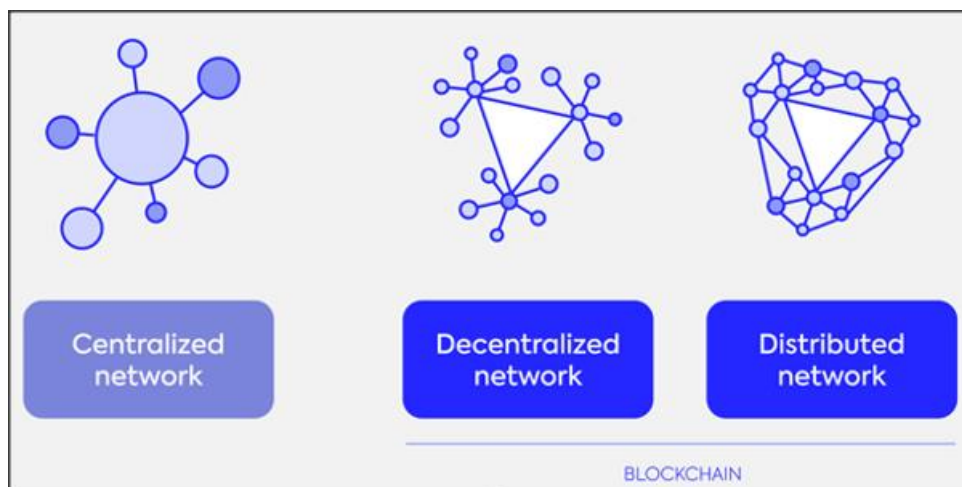 Centralized
network
Decentralized
network
Distributed
network
BLOCKCHAIN